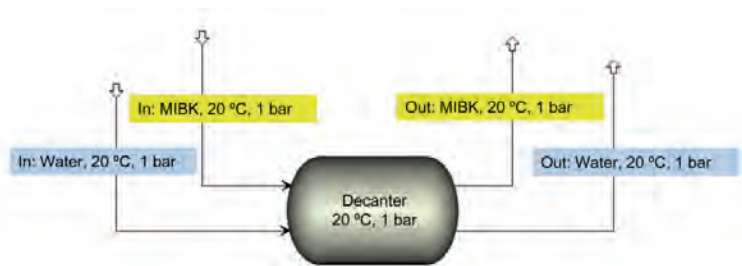 In: MIBK, 20 ºC, 1 bar
Out: MIBK, 20 ºC, 1 bar
In: Water, 20 ºC, 1 bar
Out: Water, 20 ºC, 1 bar
Decanter
20 ºC, 1 bar